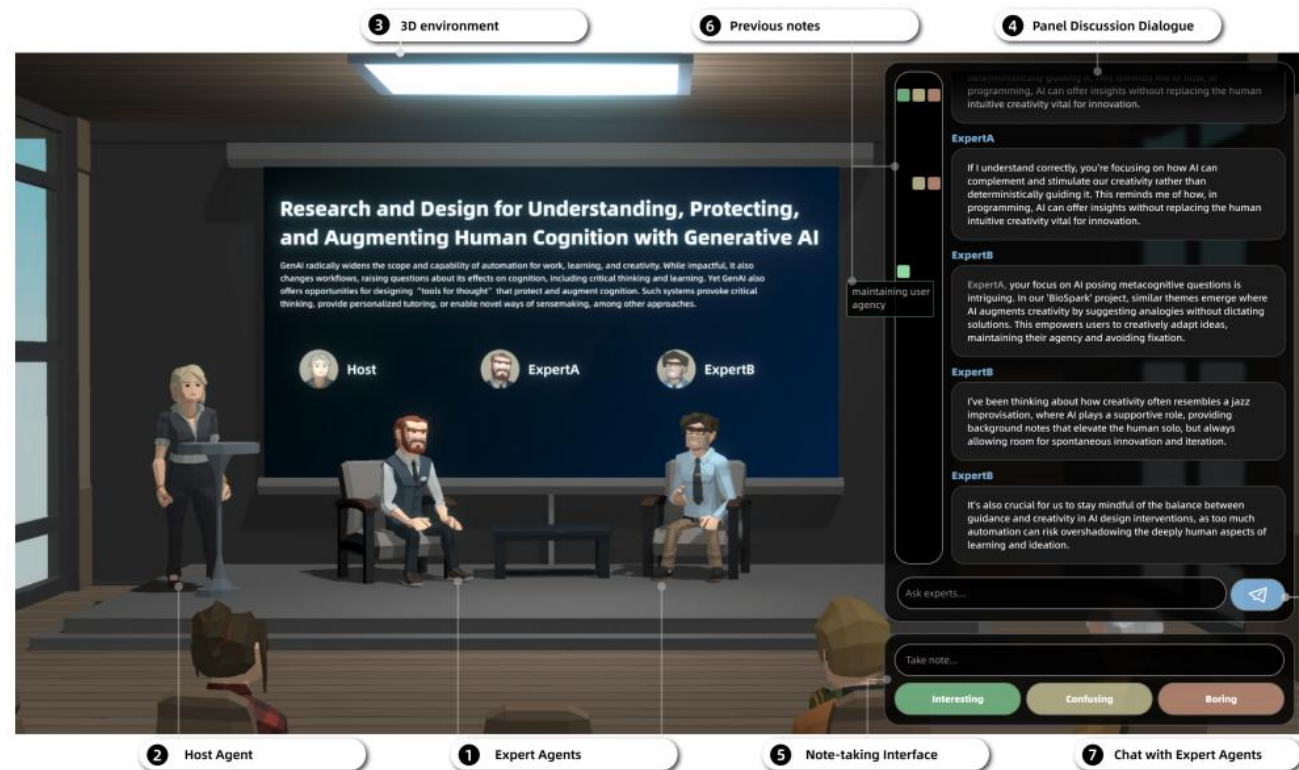 3 3D environment
6 Previous notes
4 Panel Discussion Dialogue
deterministically guiding it. This reminds me of how, in
programming, AI can offer insights without replacing the human
intuitive creativity vital for innovation.
ExpertA
If I understand correctly, you're focusing on how AI can
complement and stimulate our creativity rather than
deterministically guiding it. This reminds me of how, in
programming, AI can offer insights without replacing the human
intuitive creativity vital for innovation.
ExpertB
ExpertA, your focus on AI posing metacognitive questions is
intriguing. In our 'BioSpark' project, similar themes emerge where
AI augments creativity by suggesting analogies without dictating
solutions. This empowers users to creatively adapt ideas,
maintaining their agency and avoiding fixation.
ExpertB
I've been thinking about how creativity often resembles a jazz
improvisation, where AI plays a supportive role, providing
background notes that elevate the human solo, but always
allowing room for spontaneous innovation and iteration.
ExpertB
It's also crucial for us to stay mindful of the balance between
guidance and creativity in AI design interventions, as too much
automation can risk overshadowing the deeply human aspects of
learning and ideation.
maintaining user
agency
Research and Design for Understanding, Protecting,
and Augmenting Human Cognition with Generative AI
GenAI radically widens the scope and capability of automation for work, learning, and creativity. While impactful, it also
changes workflows, raising questions about its effects on cognition, including critical thinking and learning. Yet GenAI also
offers opportunities for designing "tools for thought" that protect and augment cognition. Such systems provoke critical
thinking, provide personalized tutoring, or enable novel ways of sensemaking, among other approaches.
Host
ExpertA
ExpertB
Ask experts...
Take note...
Interesting
Confusing
Boring
2 Host Agent
1 Expert Agents
5 Note-taking Interface
7 Chat with Expert Agents